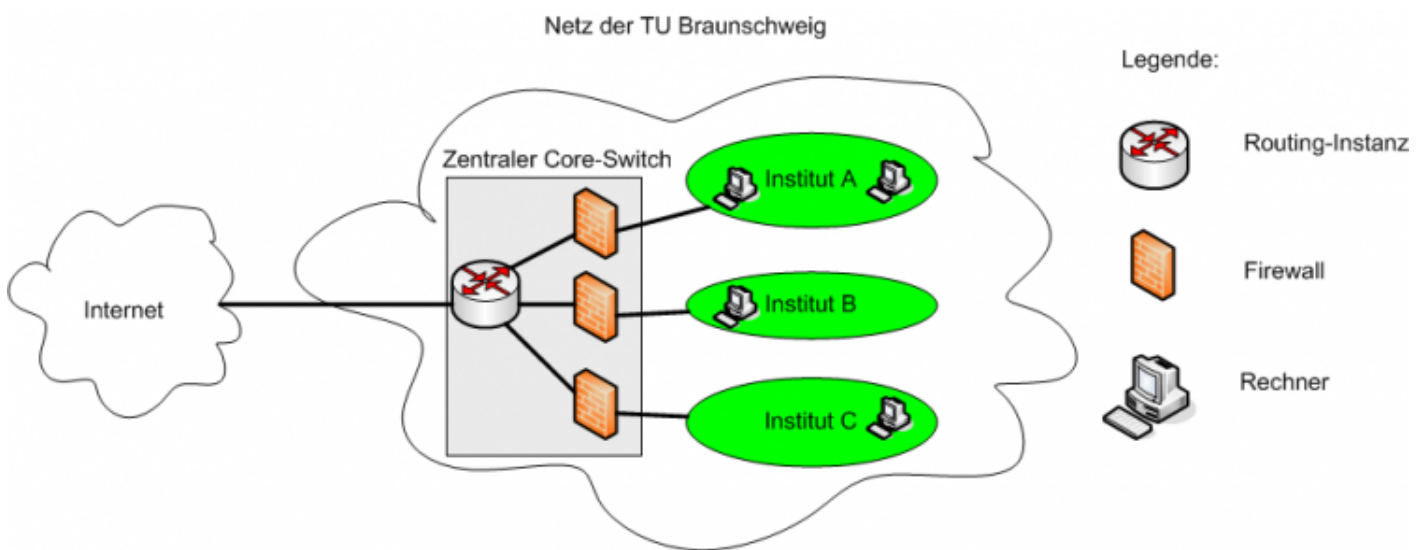 Netz der TU Braunschweig
Legende:
Zentraler Core-Switch
Institut A
Routing-Instanz
Internet
Institut B
Firewall
Institut C
Rechner